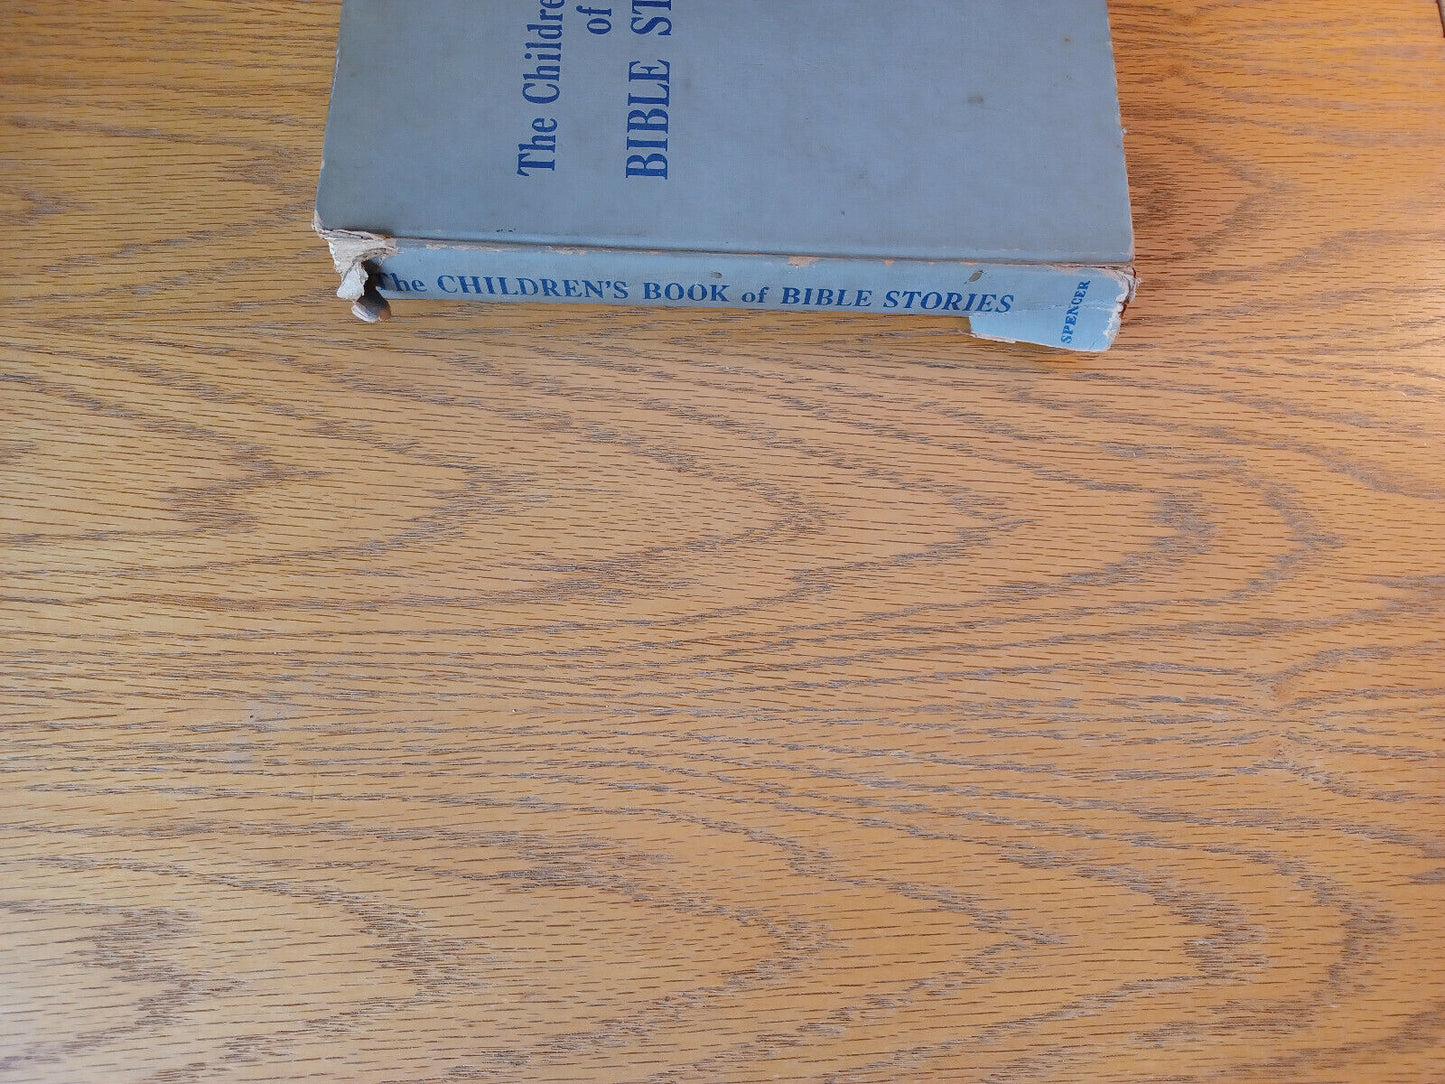 The Childre
of
BIBLE ST
The CHILDREN'S BOOK of BIBLE STORIES
SPENCER